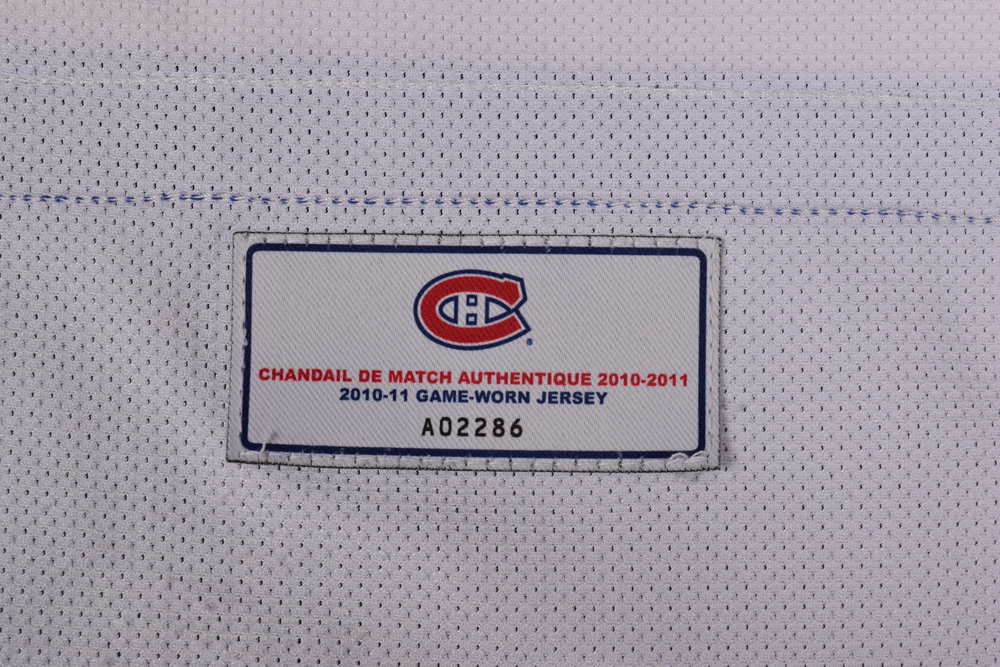 CHANDAIL DE MATCH AUTHENTIQUE 2010-2011
2010-11 GAME-WORN JERSEY
A02286